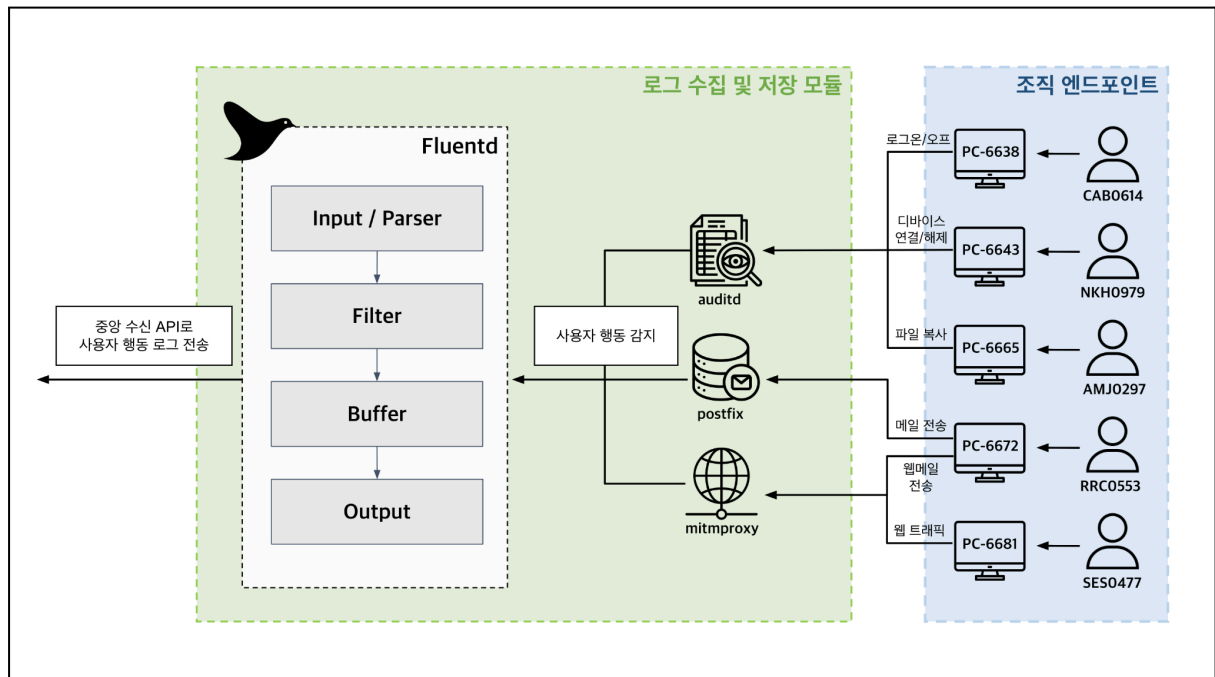 로그 수집 및 저장 모듈
조직 엔드포인트
Fluentd
Input / Parser
Filter
Buffer
Output
중앙 수신 API로
사용자 행동 로그 전송
사용자 행동 감지
auditd
postfix
mitmproxy
로그온/오프
디바이스
연결/해제
파일 복사
메일 전송
웹메일
전송
웹 트래픽
PC-6638
CAB0614
PC-6643
NKH0979
PC-6665
AMJ0297
PC-6672
RRC0553
PC-6681
SES0477